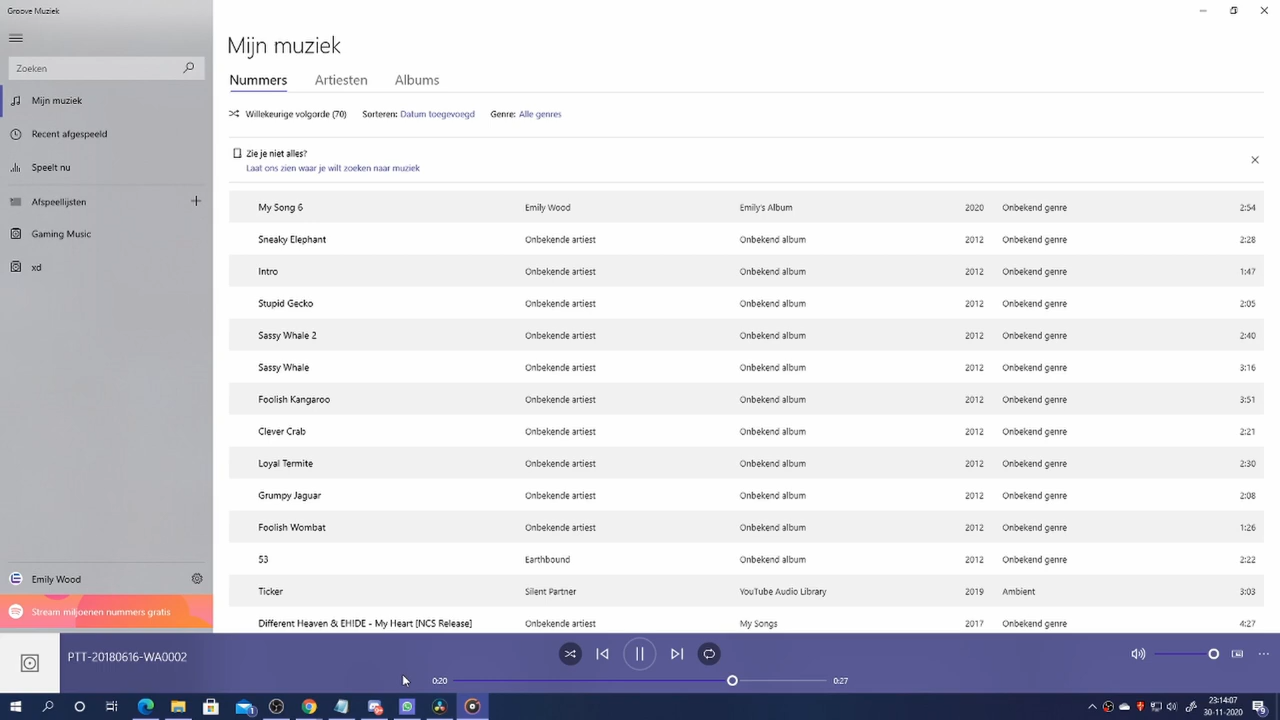 Groove Muziek
Zoeken
Mijn muziek
Recent afgespeeld
Speelt nu
Afspeellijsten
Gaming Music
xd
Emily Wood
Stream miljoenen nummers gratis
Mijn muziek
Nummers Artiesten Albums
Willekeurige volgorde (70) Sorteren: Datum toegevoegd Genre: Alle genres
Zie je niet alles?
Laat ons zien waar je wilt zoeken naar muziek
My Song 6 Emily Wood Emily's Album 2020 Onbekend genre 2:54
Sneaky Elephant Onbekende artiest Onbekend album 2012 Onbekend genre 2:28
Intro Onbekende artiest Onbekend album 2012 Onbekend genre 1:47
Stupid Gecko Onbekende artiest Onbekend album 2012 Onbekend genre 2:05
Sassy Whale 2 Onbekende artiest Onbekend album 2012 Onbekend genre 2:40
Sassy Whale Onbekende artiest Onbekend album 2012 Onbekend genre 3:16
Foolish Kangaroo Onbekende artiest Onbekend album 2012 Onbekend genre 3:51
Clever Crab Onbekende artiest Onbekend album 2012 Onbekend genre 2:21
Loyal Termite Onbekende artiest Onbekend album 2012 Onbekend genre 2:30
Grumpy Jaguar Onbekende artiest Onbekend album 2012 Onbekend genre 2:08
Foolish Wombat Onbekende artiest Onbekend album 2012 Onbekend genre 1:26
53 Earthbound Onbekend album 2012 Onbekend genre 2:22
Ticker Silent Partner YouTube Audio Library 2019 Ambient 3:03
Different Heaven & EHIDE - My Heart [NCS Release] Onbekende artiest My Songs 2017 Onbekend genre 4:27
PTT-20180616-WA0002
0:20 0:27
23:14:07
30-11-2020